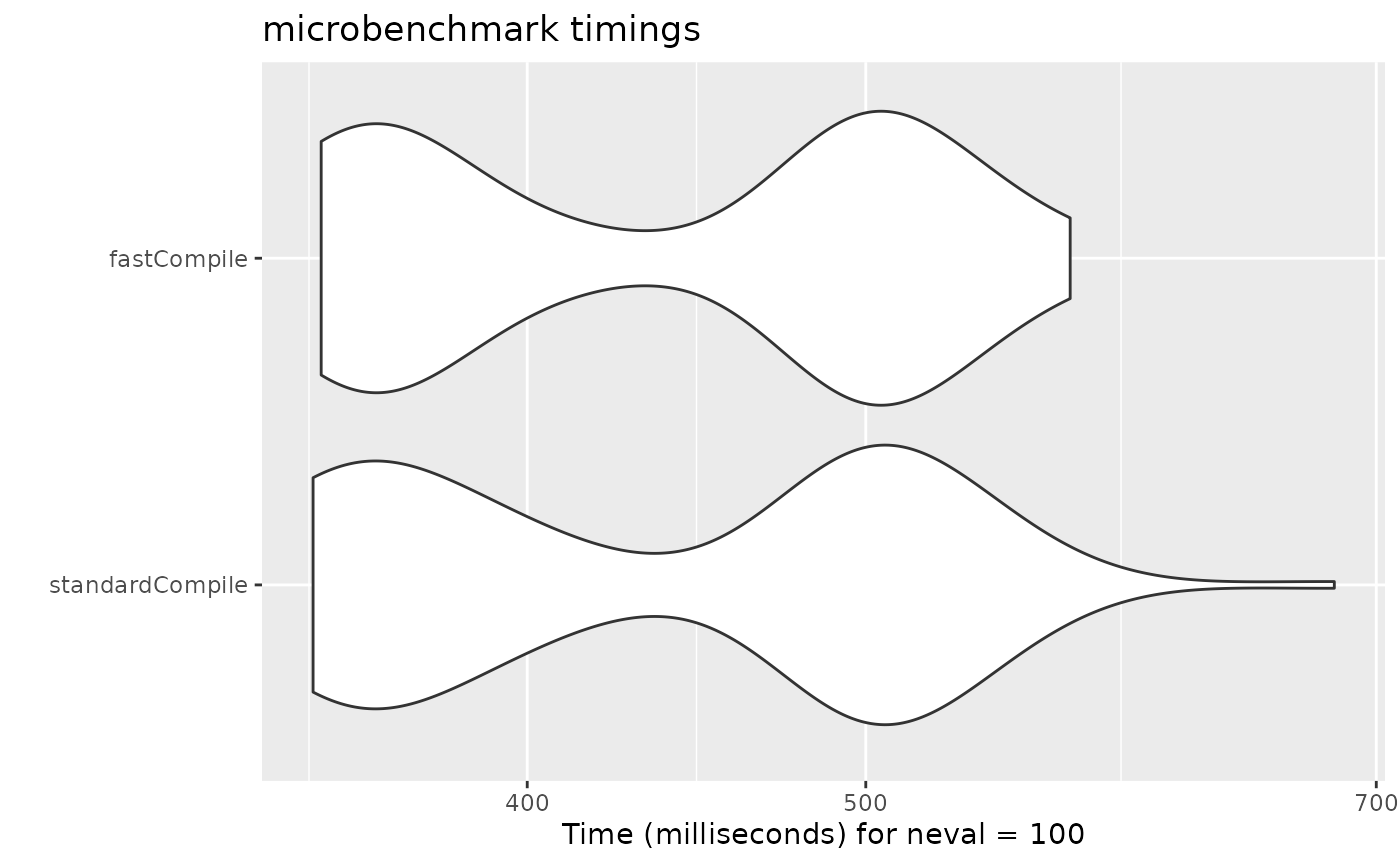 microbenchmark timings
fastCompile
standardCompile
400
500
700
Time (milliseconds) for neval = 100